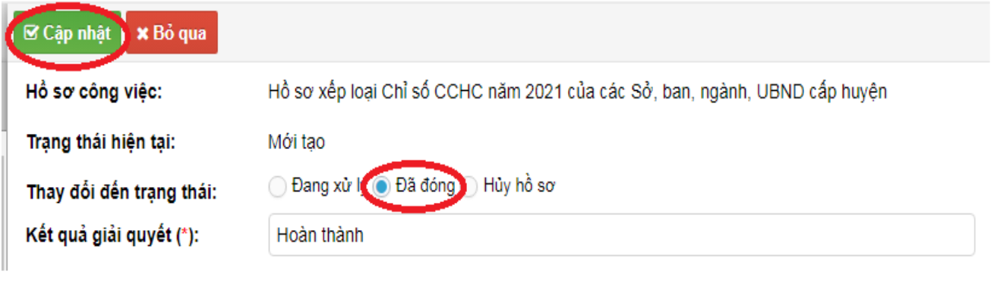 Cập nhật Bỏ qua
Hồ sơ công việc: Hồ sơ xếp loại Chỉ số CCHC năm 2021 của các Sở, ban, ngành, UBND cấp huyện
Trạng thái hiện tại: Mới tạo
Thay đổi đến trạng thái: Đang xử lý Đã đóng Hủy hồ sơ
Kết quả giải quyết (*): Hoàn thành